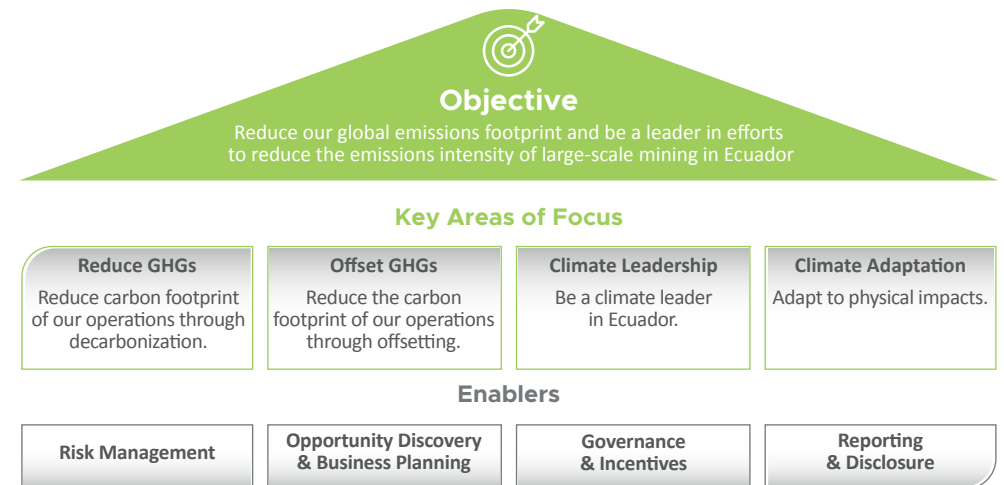 Objective
Reduce our global emissions footprint and be a leader in efforts
to reduce the emissions intensity of large-scale mining in Ecuador
Key Areas of Focus
Reduce GHGs
Reduce carbon footprint
of our operations through
decarbonization.
Offset GHGs
Reduce the carbon
footprint of our operations
through offsetting.
Climate Leadership
Be a climate leader
in Ecuador.
Climate Adaptation
Adapt to physical impacts.
Enablers
Risk Management
Opportunity Discovery
& Business Planning
Governance
& Incentives
Reporting
& Disclosure